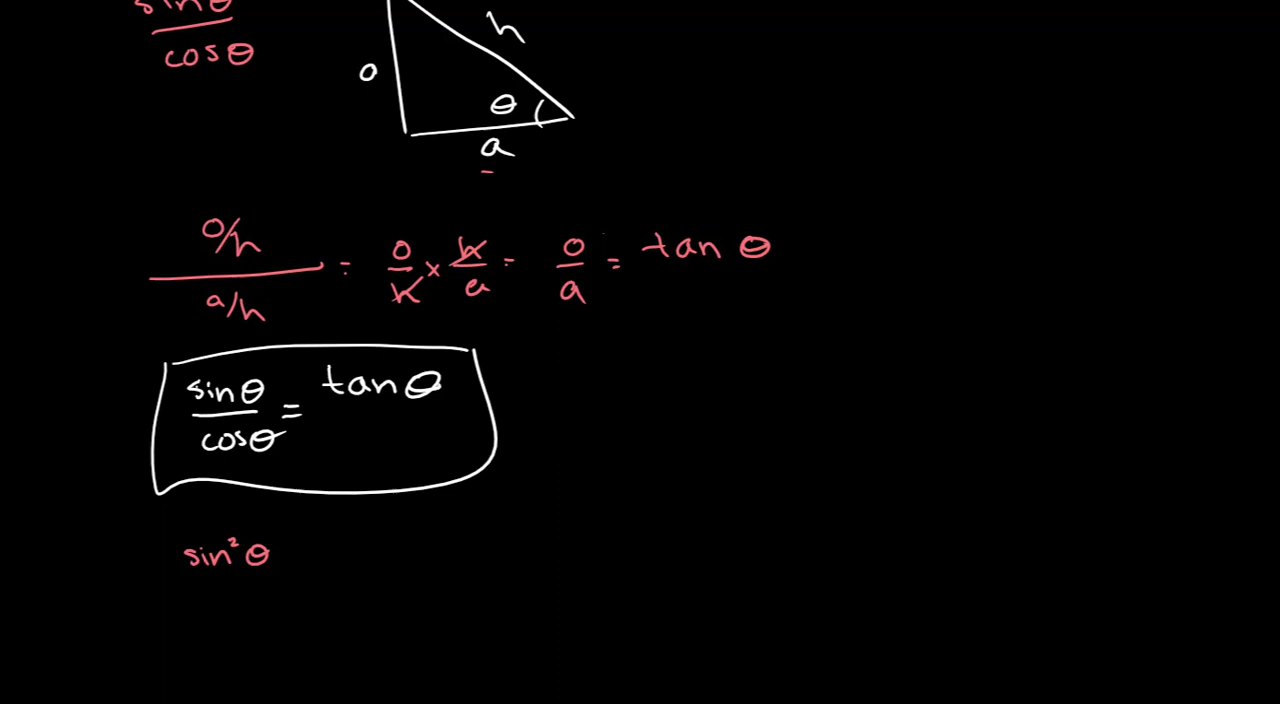 sinθ
cosθ
h
o
θ
a
o/h
a/h
= o/h × h/a = o/a = tan θ
sinθ/cosθ = tanθ
sin²θ